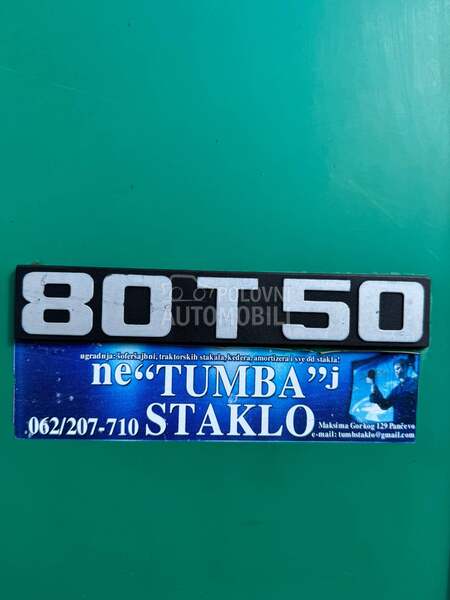 80T50
POLOVNI
AUTOMOBILI
ugradnja: šoferšajbni, traktorskih stakala, kedera, amortizera i sve od stakla!
ne“TUMBA”j
062/207-710 STAKLO
Maksima Gorkog 129 Pančevo
e-mail: tumbstaklo@gmail.com